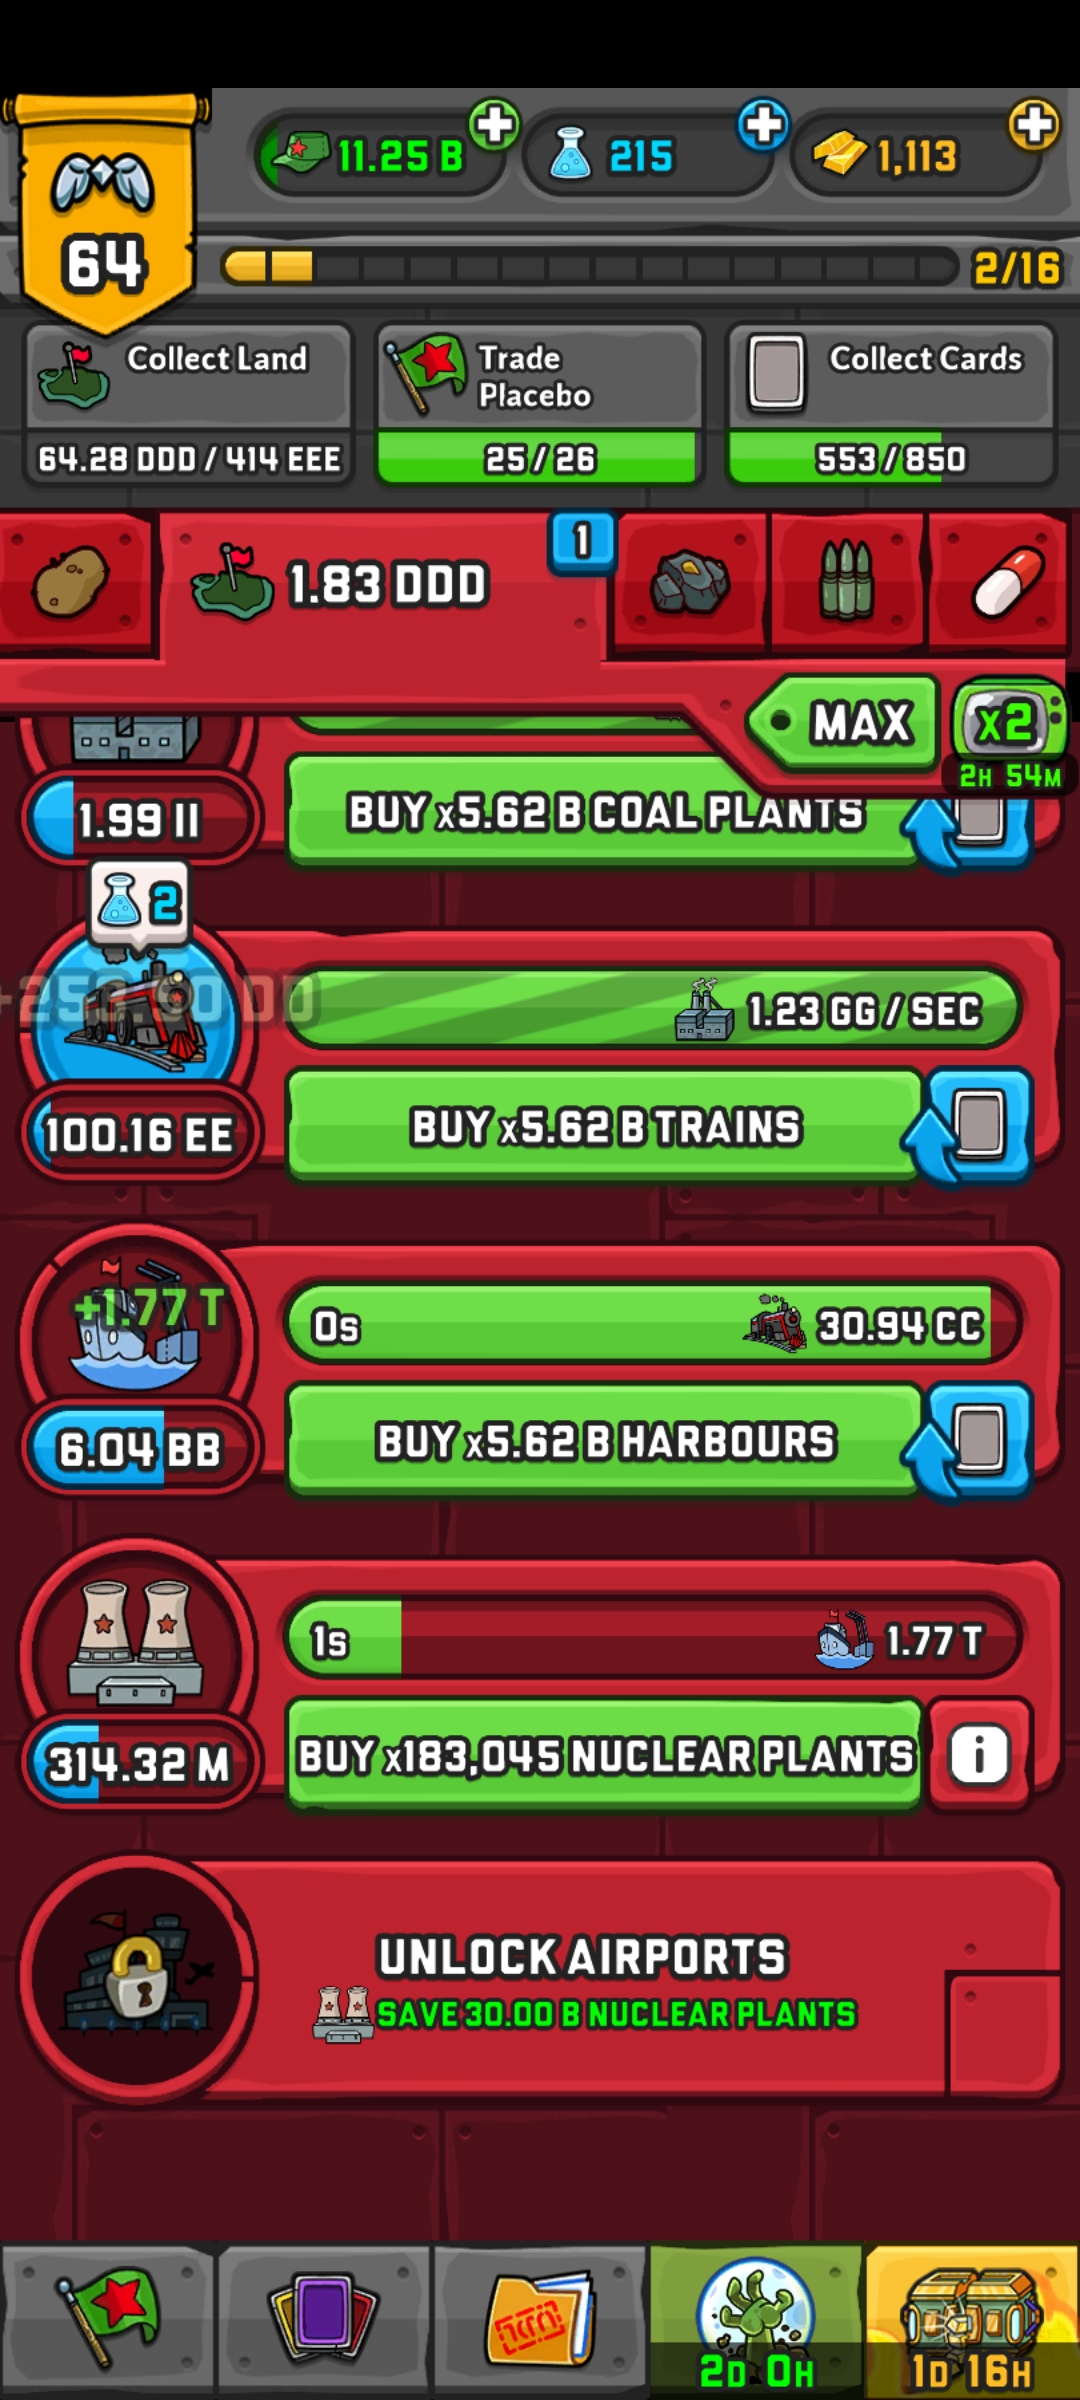 11.25 B
215
1,113
64
2/16
Collect Land
64.28 DDD / 414 EEE
Trade
Placebo
25 / 26
Collect Cards
553 / 850
1.83 DDD
1
MAX
x2
2H 54M
1.99 II
BUY x5.62 B COAL PLANTS
2
+258.90 DD
1.23 GG / SEC
100.16 EE
BUY x5.62 B TRAINS
+1.77 T
0s
30.94 CC
6.04 BB
BUY x5.62 B HARBOURS
1s
1.77 T
314.32 M
BUY x183,045 NUCLEAR PLANTS
i
UNLOCK AIRPORTS
SAVE 30.00 B NUCLEAR PLANTS
2D 0H
1D 16H